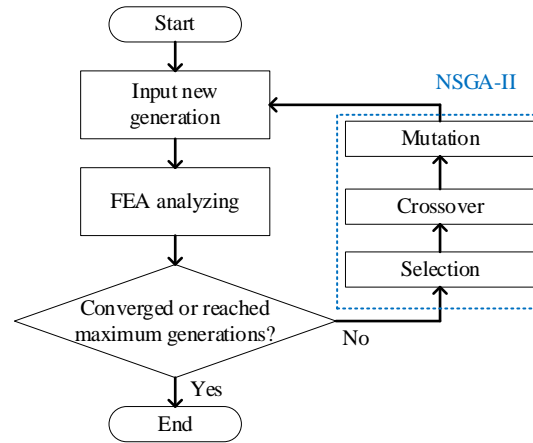 Start
Input new
generation
FEA analyzing
Converged or reached
maximum generations?
Yes
End
No
NSGA-II
Mutation
Crossover
Selection